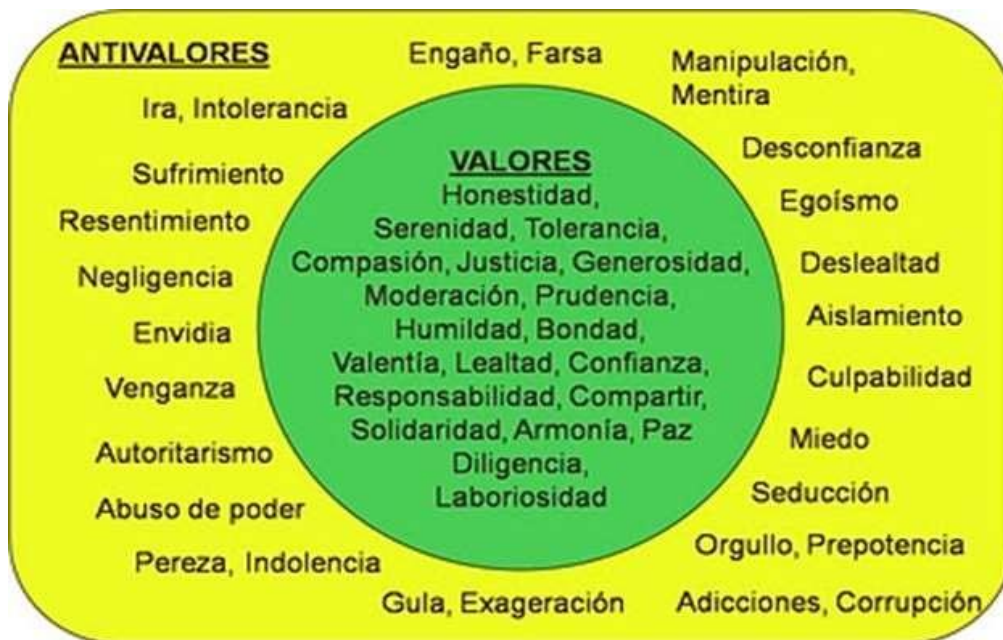 ANTIVALORES
Engaño, Farsa
Manipulación,
Mentira
Ira, Intolerancia
Desconfianza
Sufrimiento
Egoísmo
Resentimiento
Deslealtad
Negligencia
Aislamiento
Envidia
Culpabilidad
Venganza
Miedo
Autoritarismo
Seducción
Abuso de poder
Orgullo, Prepotencia
Pereza, Indolencia
Gula, Exageración
Adicciones, Corrupción
VALORES
Honestidad,
Serenidad, Tolerancia,
Compasión, Justicia, Generosidad,
Moderación, Prudencia,
Humildad, Bondad,
Valentía, Lealtad, Confianza,
Responsabilidad, Compartir,
Solidaridad, Armonía, Paz
Diligencia,
Laboriosidad